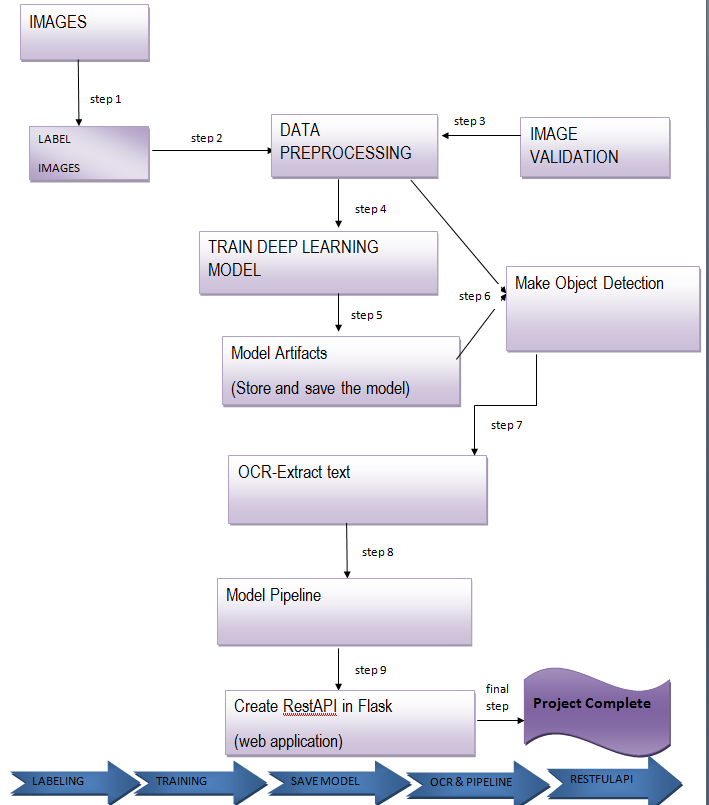 IMAGES
step 1
LABEL
IMAGES
step 2
DATA
PREPROCESSING
step 3
IMAGE
VALIDATION
step 4
TRAIN DEEP LEARNING
MODEL
step 5
Model Artifacts
(Store and save the model)
step 6
Make Object Detection
step 7
OCR-Extract text
step 8
Model Pipeline
step 9
Create RestAPI in Flask
(web application)
final
step
Project Complete
LABELING
TRAINING
SAVE MODEL
OCR & PIPELINE
RESTFULAPI